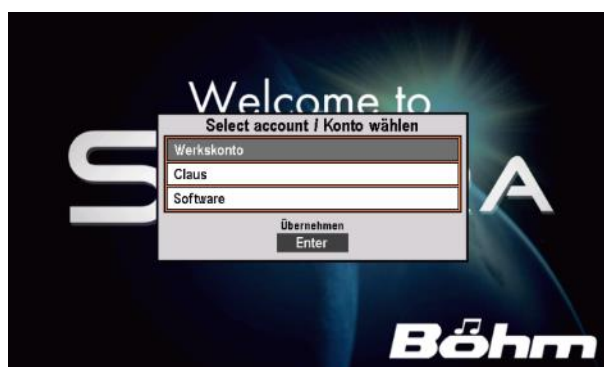 Welcome to
Select account / Konto wählen
Werkskonto
Claus
Software
Übernehmen
Enter
Böhm